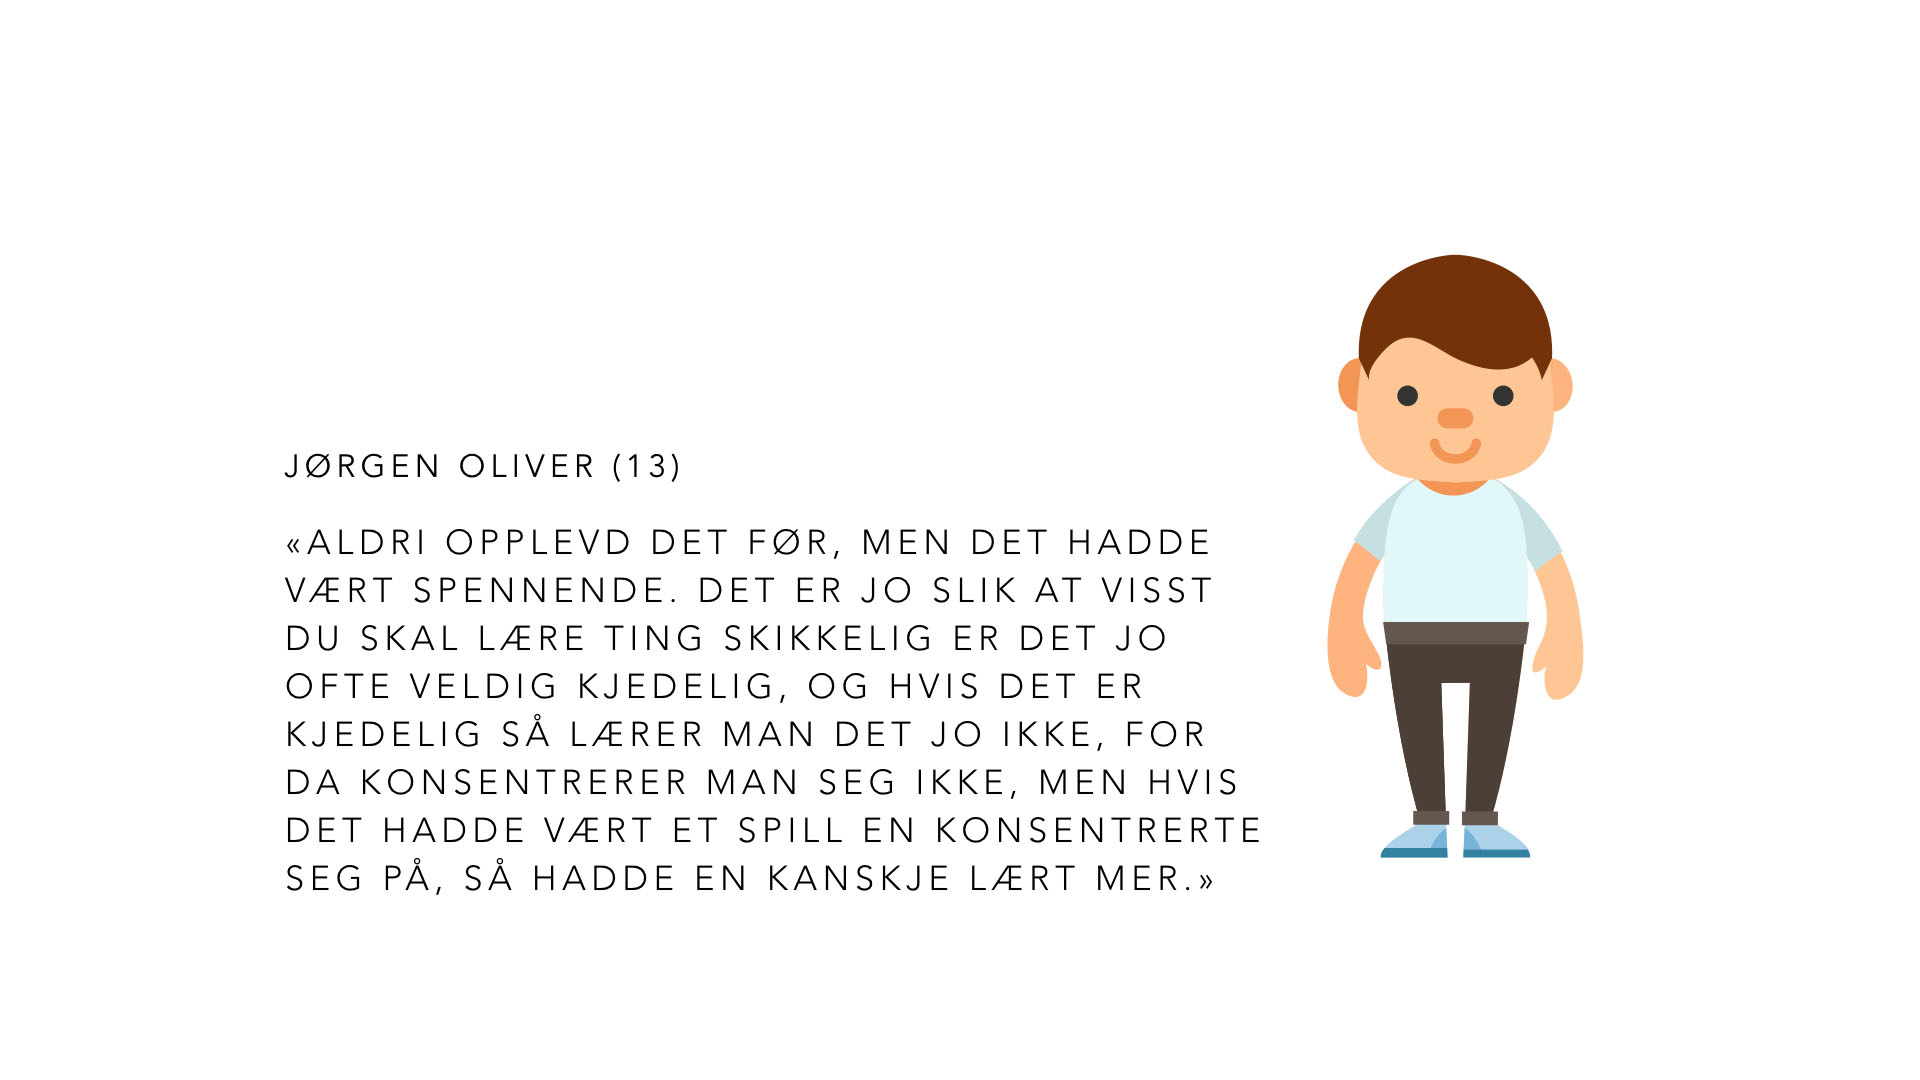 JØRGEN OLIVER (13)
«ALDRI OPPLEVD DET FØR, MEN DET HADDE
VÆRT SPENNENDE. DET ER JO SLIK AT VISST
DU SKAL LÆRE TING SKIKKELIG ER DET JO
OFTE VELDIG KJEDELIG, OG HVIS DET ER
KJEDELIG SÅ LÆRER MAN DET JO IKKE, FOR
DA KONSENTRERER MAN SEG IKKE, MEN HVIS
DET HADDE VÆRT ET SPILL EN KONSENTRERTE
SEG PÅ, SÅ HADDE EN KANSKJE LÆRT MER.»